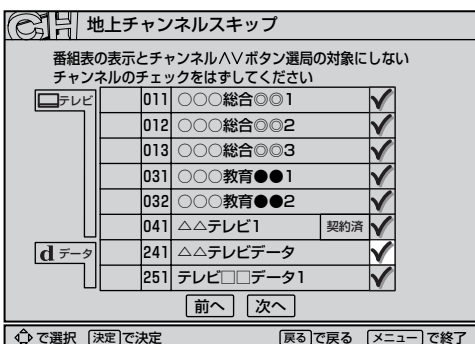 CH 地上チャンネルスキップ
番組表の表示とチャンネル∧∨ボタン選局の対象にしない
チャンネルのチェックをはずしてください
テレビ
011 ○○○総合◎◎1
012 ○○○総合◎◎2
013 ○○○総合◎◎3
031 ○○○教育●●1
032 ○○○教育●●2
041 △△テレビ1 契約済
d データ
241 △△テレビデータ
251 テレビ□□データ1
前へ 次へ
で選択 決定で決定 戻るで戻る メニューで終了